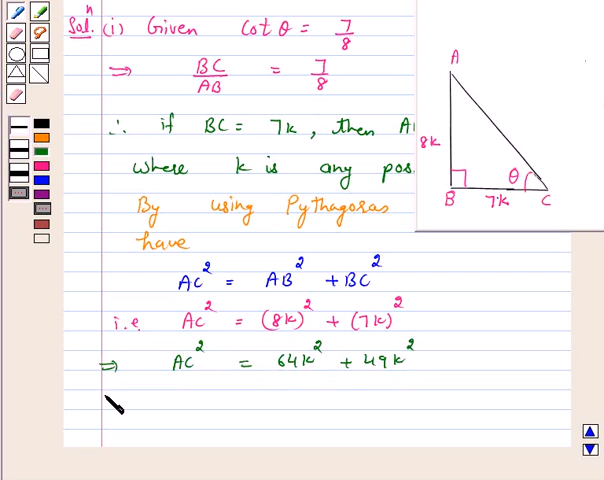 Sol.ⁿ (i) Given cot θ = 7/8
⇒ BC/AB = 7/8
∴ if BC = 7k, then
where k is any pos
By using Pythagoras
have
AC² = AB² + BC²
i.e AC² = (8k)² + (7k)²
⇒ AC² = 64k² + 49k²
A
8k
θ
B 7k C